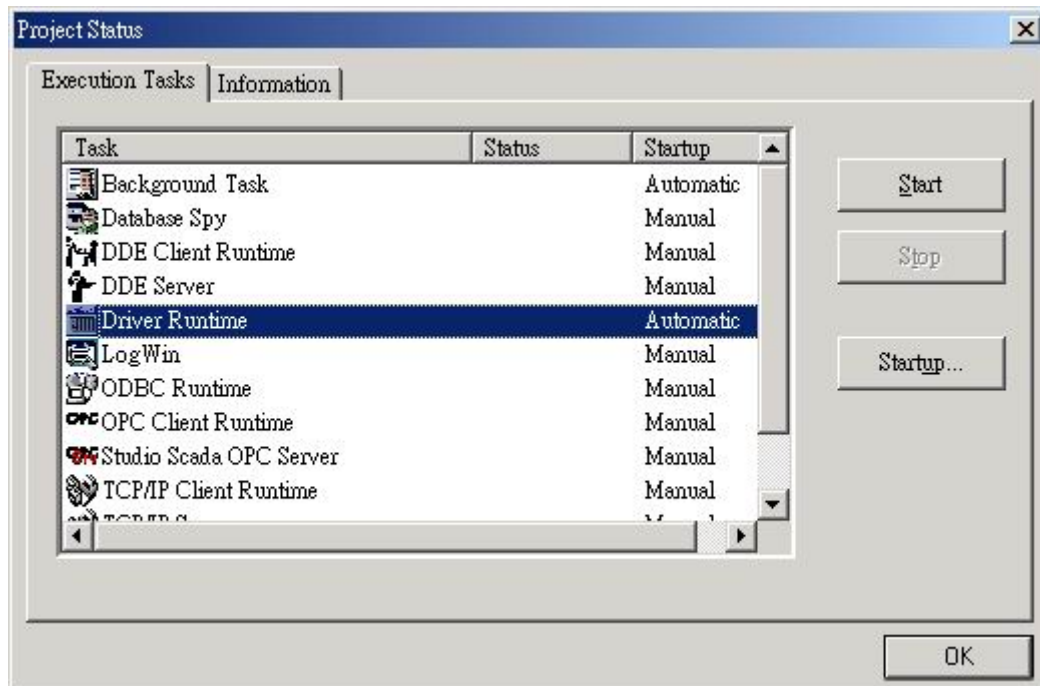 Project Status
Execution Tasks Information
Task Status Startup
Background Task Automatic
Database Spy Manual
DDE Client Runtime Manual
DDE Server Manual
Driver Runtime Automatic
LogWin Manual
ODBC Runtime Manual
OPC OPC Client Runtime Manual
Studio Scada OPC Server Manual
TCP/IP Client Runtime Manual
Start
Stop
Startup...
OK